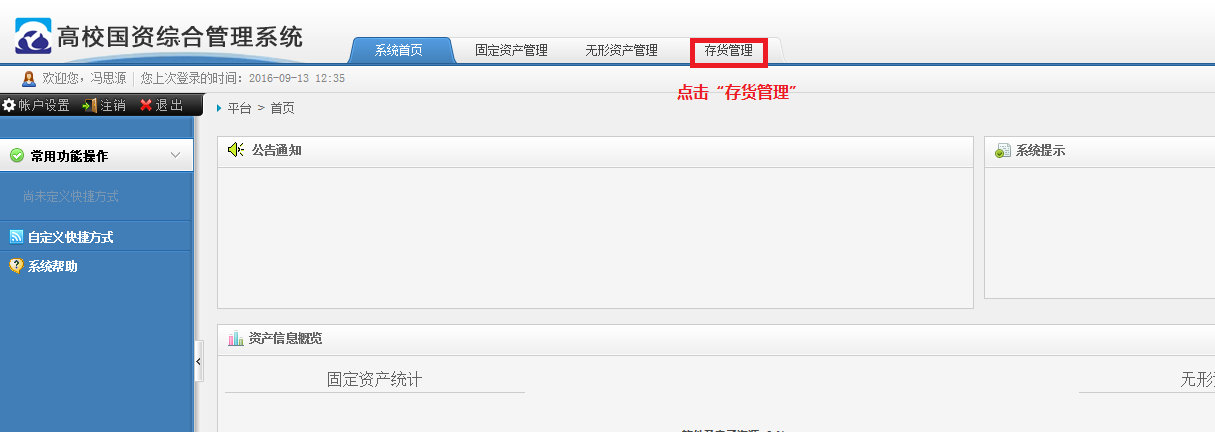 高校国资综合管理系统
系统首页 固定资产管理 无形资产管理 存货管理
欢迎您，冯思源 您上次登录的时间：2016-09-13 12:35
点击“存货管理”
帐户设置 注销 退出
平台 > 首页
常用功能操作
公告通知
系统提示
尚未定义快捷方式
自定义快捷方式
系统帮助
资产信息概览
固定资产统计
无形